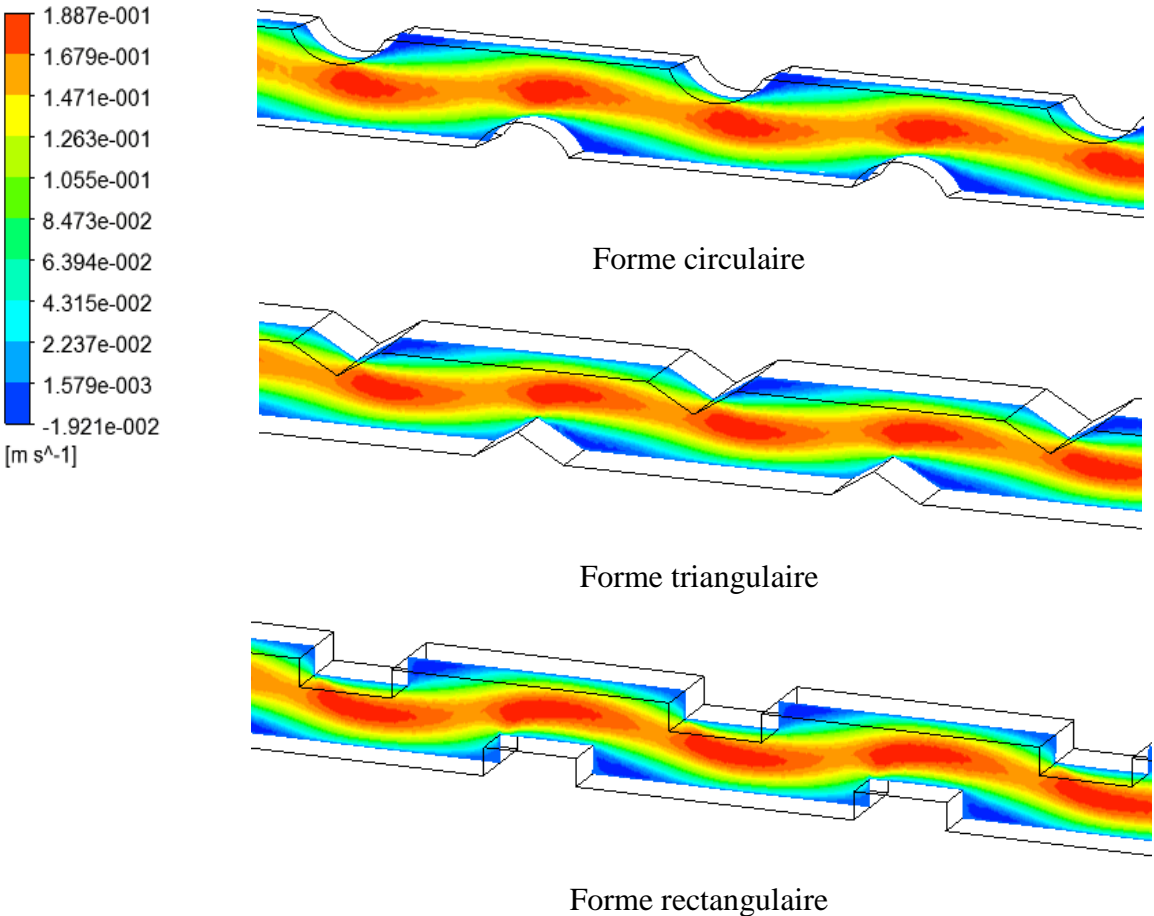 1.887e-001
1.679e-001
1.471e-001
1.263e-001
1.055e-001
8.473e-002
6.394e-002
4.315e-002
2.237e-002
1.579e-003
-1.921e-002
[m s^-1]
Forme circulaire
Forme triangulaire
Forme rectangulaire